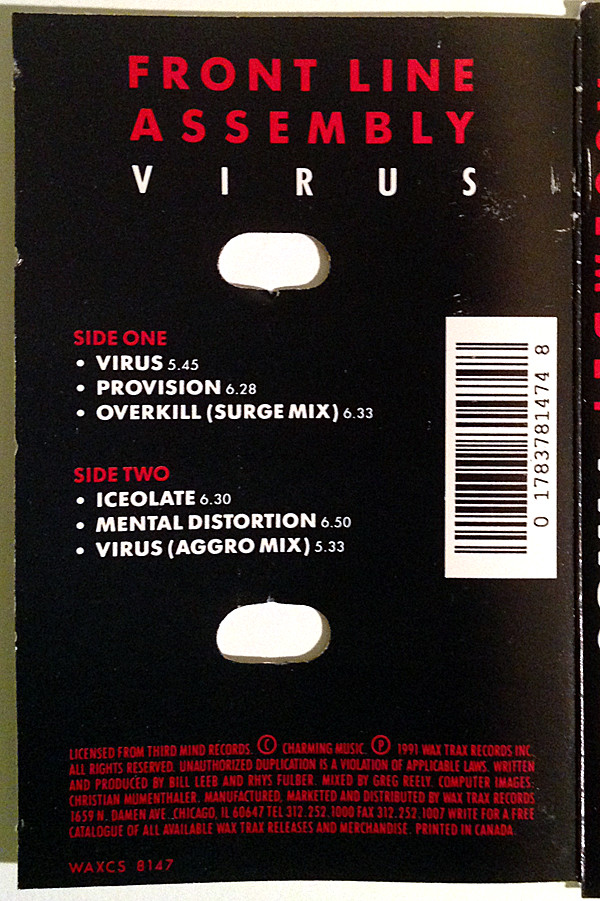 FRONT LINE
ASSEMBLY
VIRUS
SIDE ONE
• VIRUS 5.45
• PROVISION 6.28
• OVERKILL (SURGE MIX) 6.33
SIDE TWO
• ICEOLATE 6.30
• MENTAL DISTORTION 6.50
• VIRUS (AGGRO MIX) 5.33
0 1783781474 8
LICENSED FROM THIRD MIND RECORDS. Ⓒ CHARMING MUSIC. Ⓟ 1991 WAX TRAX RECORDS INC.
ALL RIGHTS RESERVED. UNAUTHORIZED DUPLICATION IS A VIOLATION OF APPLICABLE LAWS. WRITTEN
AND PRODUCED BY BILL LEEB AND RHYS FULBER. MIXED BY GREG REELY. COMPUTER IMAGES:
CHRISTIAN MUMENTHALER. MANUFACTURED, MARKETED AND DISTRIBUTED BY WAX TRAX RECORDS
1659 N. DAMEN AVE. CHICAGO, IL 60647 TEL 312.252.1000 FAX 312.252.1007 WRITE FOR A FREE
CATALOGUE OF ALL AVAILABLE WAX TRAX RELEASES AND MERCHANDISE. PRINTED IN CANADA.
WAXCS 8147